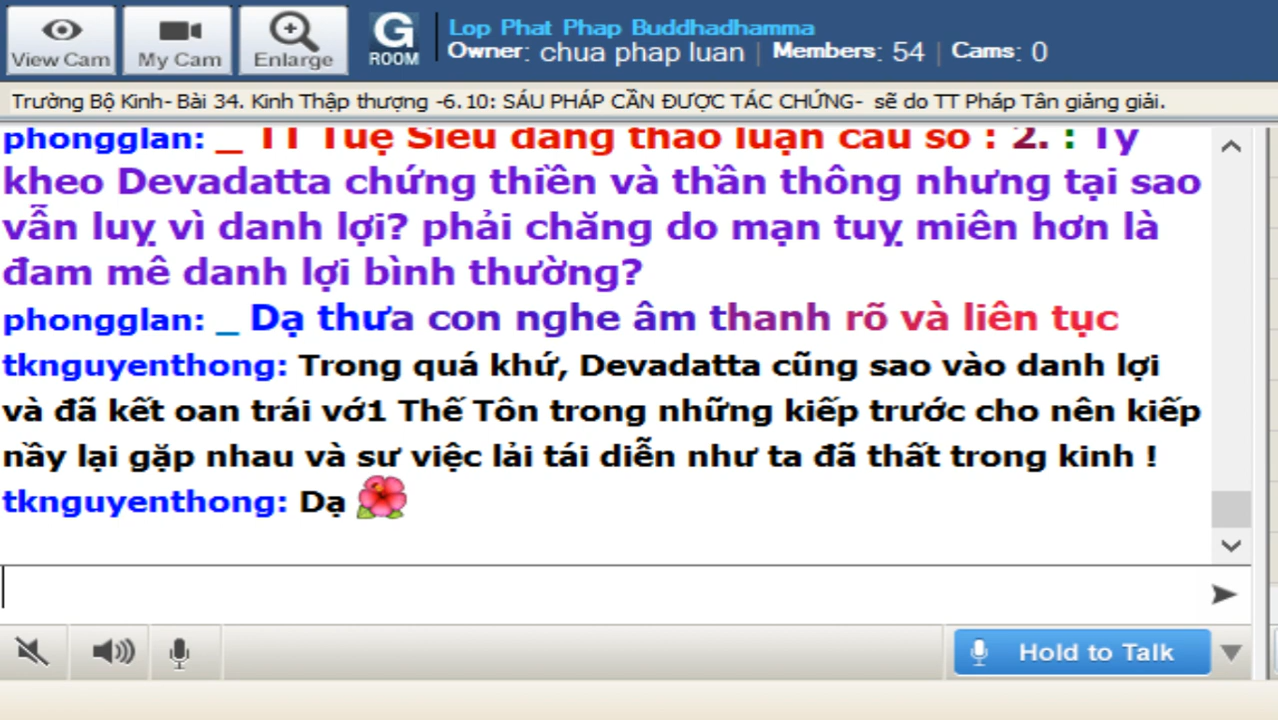 Lop Phat Phap Buddhadhamma
View Cam My Cam Enlarge G ROOM Owner: chua phap luan | Members: 54 | Cams: 0
Trường Bộ Kinh- Bài 34. Kinh Thập thượng -6.10: SÁU PHÁP CẦN ĐƯỢC TÁC CHỨNG- sẽ do TT Pháp Tân giảng giải.
phongglan: _ TT Tuệ Siêu đang thảo luận câu số : 2. : Tỳ
kheo Devadatta chứng thiền và thần thông nhưng tại sao
vẫn luỵ vì danh lợi? phải chăng do mạn tuỵ miên hơn là
đam mê danh lợi bình thường?
phongglan: _ Dạ thưa con nghe âm thanh rõ và liên tục
tknguyenthong: Trong quá khứ, Devadatta cũng sao vào danh lợi
và đã kết oan trái vớ1 Thế Tôn trong những kiếp trước cho nên kiếp
nầy lại gặp nhau và sư việc lải tái diễn như ta đã thất trong kinh !
tknguyenthong: Dạ
Hold to Talk